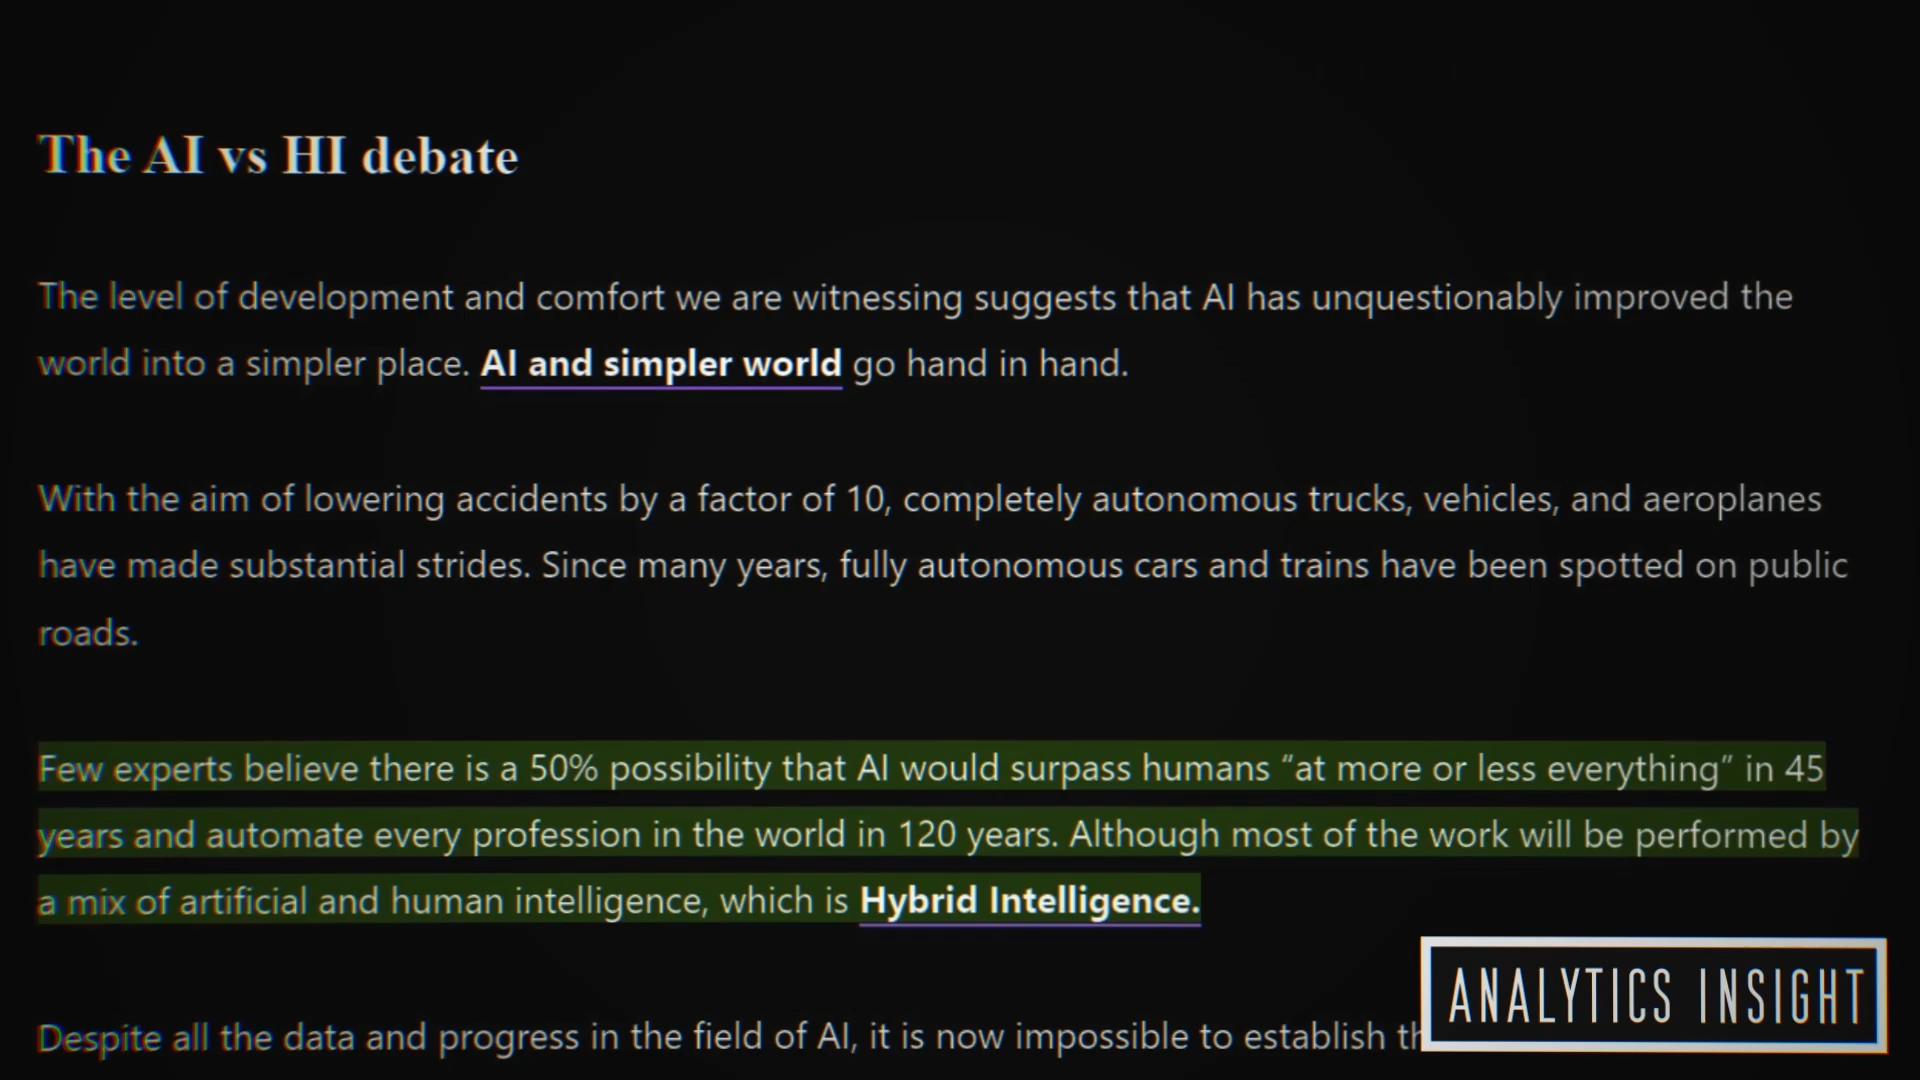 The AI vs HI debate
The level of development and comfort we are witnessing suggests that AI has unquestionably improved the
world into a simpler place. AI and simpler world go hand in hand.
With the aim of lowering accidents by a factor of 10, completely autonomous trucks, vehicles, and aeroplanes
have made substantial strides. Since many years, fully autonomous cars and trains have been spotted on public
roads.
Few experts believe there is a 50% possibility that AI would surpass humans “at more or less everything” in 45
years and automate every profession in the world in 120 years. Although most of the work will be performed by
a mix of artificial and human intelligence, which is Hybrid Intelligence.
Despite all the data and progress in the field of AI, it is now impossible to establish
ANALYTICS INSIGHT